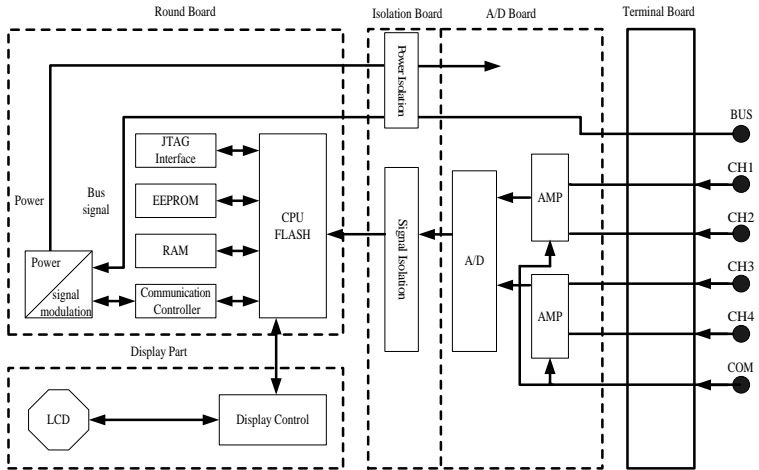 Round Board
Isolation Board
A/D Board
Terminal Board
Power Isolation
BUS
JTAG
Interface
CH1
Power
Bus
signal
EEPROM
CPU
FLASH
AMP
CH2
RAM
Signal Isolation
A/D
Power
signal
modulation
Communication
Controller
CH3
AMP
CH4
Display Part
COM
LCD
Display Control